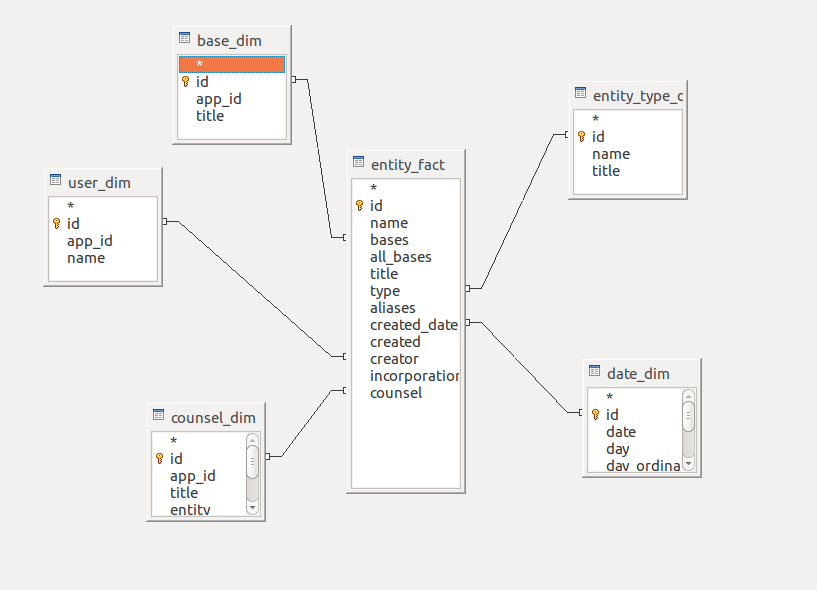 base_dim
*
id
app_id
title
entity_type_c
*
id
name
title
entity_fact
*
id
name
bases
all_bases
title
type
aliases
created_date
created
creator
incorporation
counsel
user_dim
*
id
app_id
name
date_dim
*
id
date
day
day_ordina
counsel_dim
*
id
app_id
title
entity